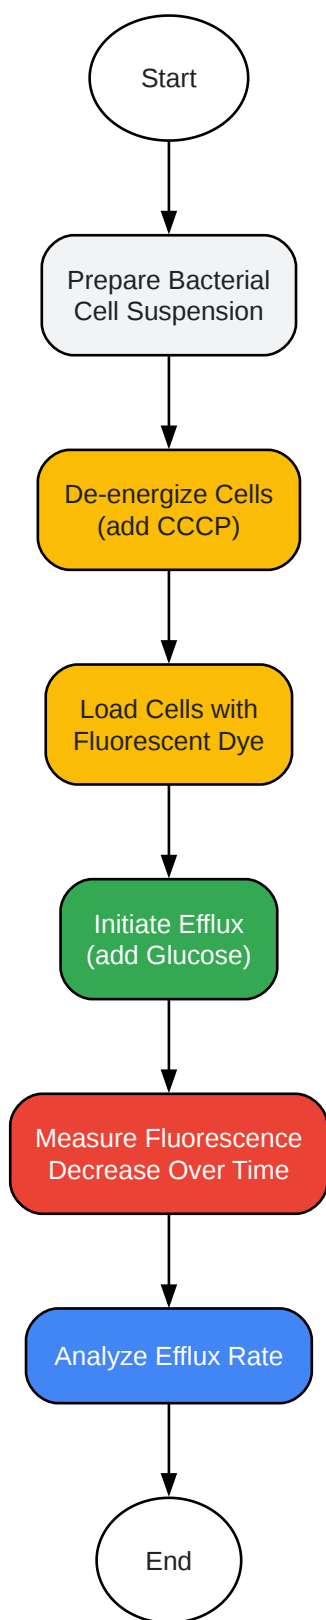 Start
Prepare Bacterial
Cell Suspension
De-energize Cells
(add CCCP)
Load Cells with
Fluorescent Dye
Initiate Efflux
(add Glucose)
Measure Fluorescence
Decrease Over Time
Analyze Efflux Rate
End